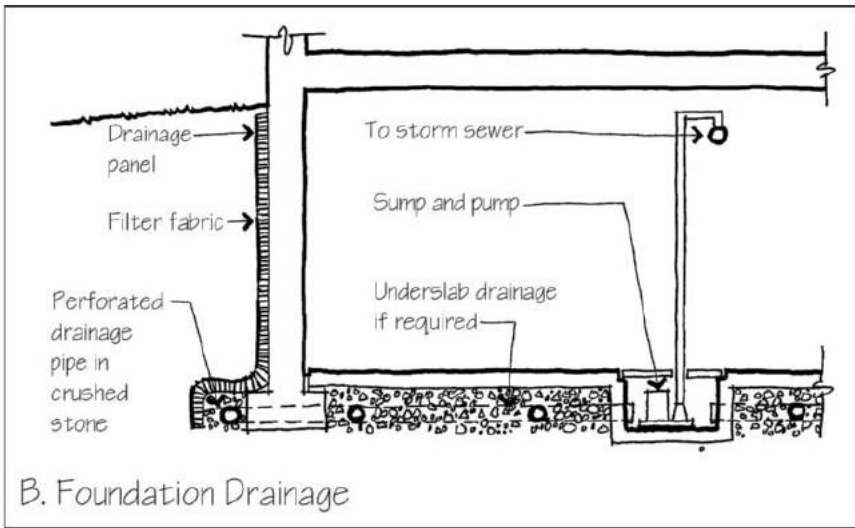 Drainage
panel
To storm sewer
Filter fabric
Sump and pump
Perforated
drainage
pipe in
crushed
stone
Underslab drainage
if required
B. Foundation Drainage